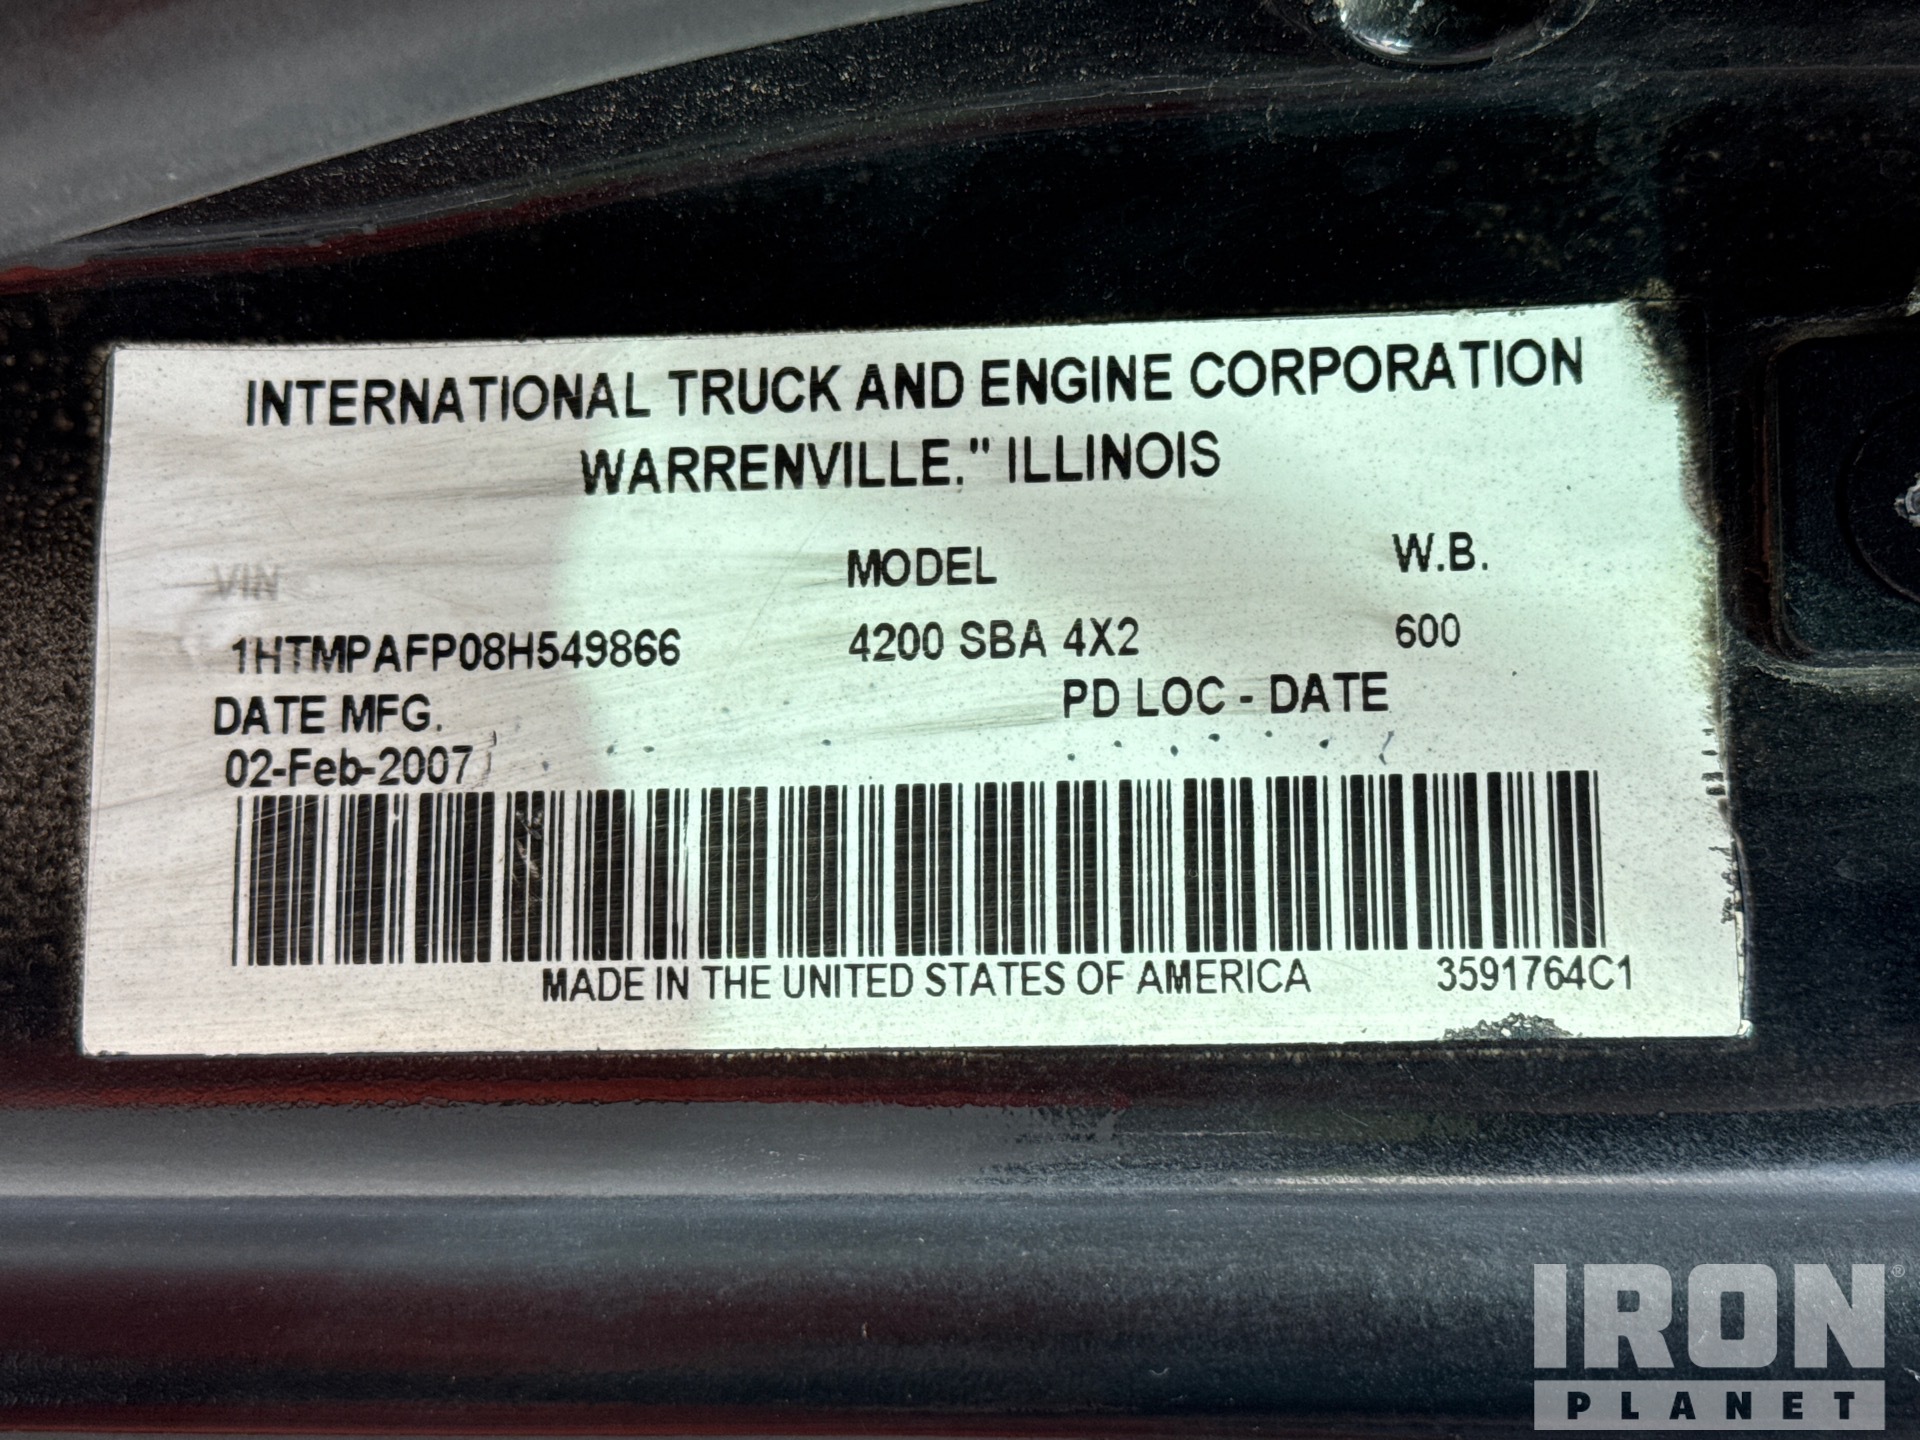 INTERNATIONAL TRUCK AND ENGINE CORPORATION
WARRENVILLE." ILLINOIS
VIN MODEL W.B.
1HTMPAFP08H549866 4200 SBA 4X2 600
DATE MFG. PD LOC - DATE
02-Feb-2007
MADE IN THE UNITED STATES OF AMERICA 3591764C1
IRON®
PLANET